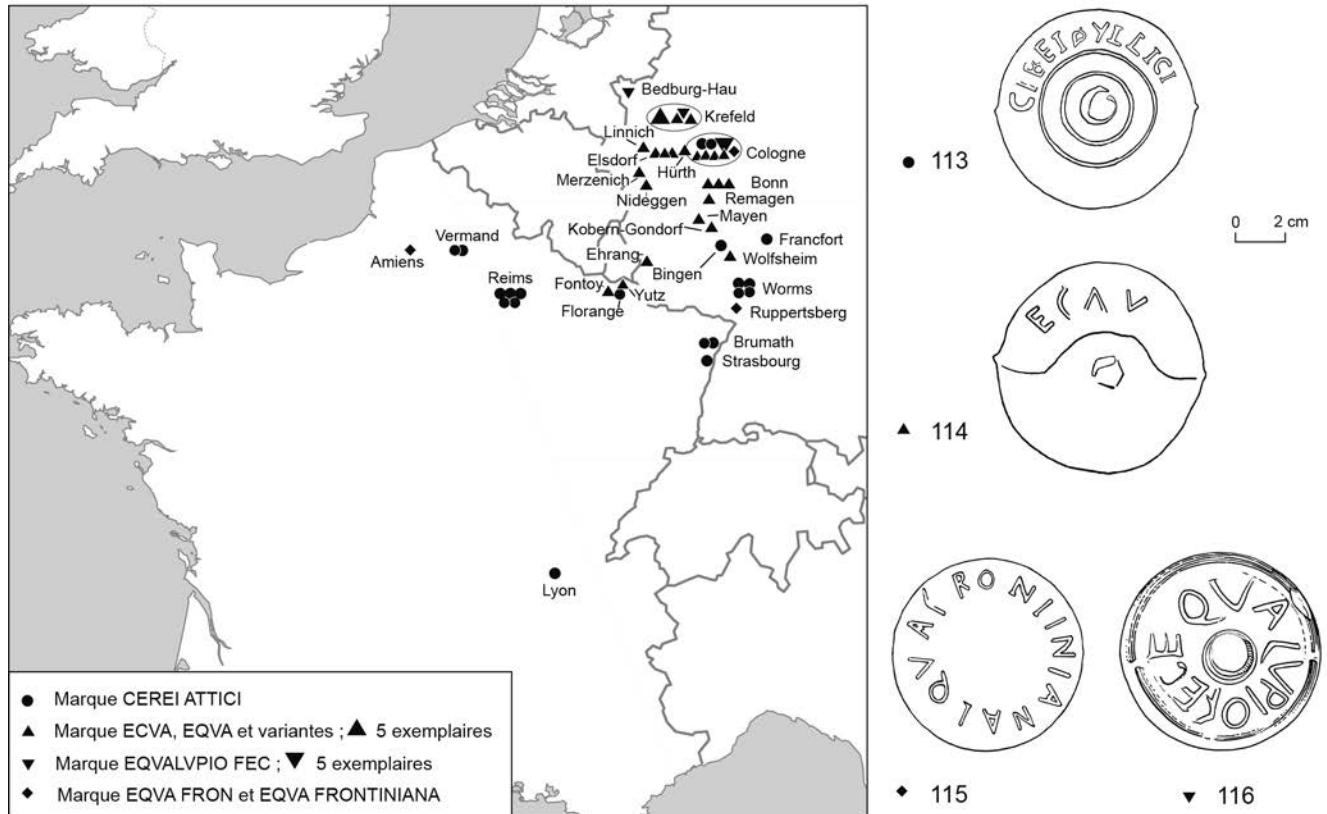 Bedburg-Hau
Krefeld
Linnich
Elsdorf
Hürth
Cologne
Merzenich
Nideggen
Bonn
Remagen
Mayen
Kobern-Gondorf
Francfort
Vermand
Amiens
Ehrang
Bingen
Wolfsheim
Reims
Fontoy
Yutz
Worms
Florange
Ruppertsberg
Brumath
Strasbourg
Lyon
Marque CEREI ATTICI
Marque ECVA, EQVA et variantes ; 5 exemplaires
Marque EQVALVPIO FEC ; 5 exemplaires
Marque EQVA FRON et EQVA FRONTINIANA
113
0 2 cm
ECVA
114
115
EQVALVPIOFEC
116